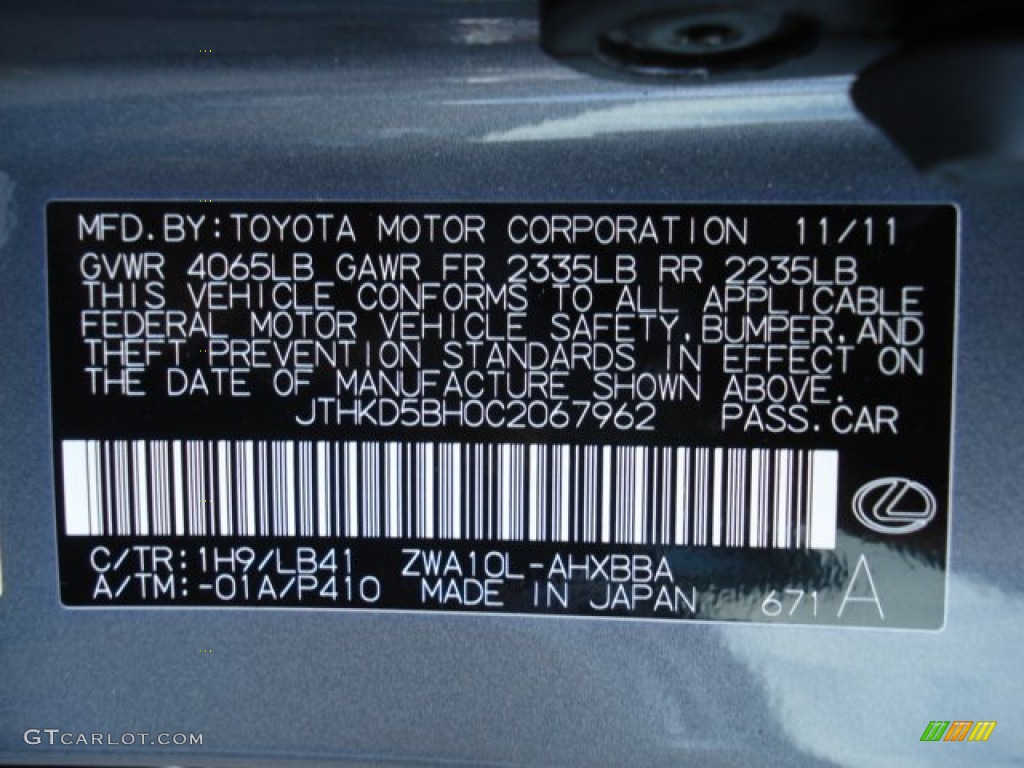 MFD.BY:TOYOTA MOTOR CORPORATION 11/11
GVWR 4065LB GAWR FR 2335LB RR 2235LB
THIS VEHICLE CONFORMS TO ALL APPLICABLE
FEDERAL MOTOR VEHICLE SAFETY,BUMPER,AND
THEFT PREVENTION STANDARDS IN EFFECT ON
THE DATE OF MANUFACTURE SHOWN ABOVE.
JTHKD5BH0C2067962 PASS.CAR
C/TR:1H9/LB41 ZWA10L-AHXBBA
A/TM:-01A/P410 MADE IN JAPAN 671 A
GTCARLOT.COM